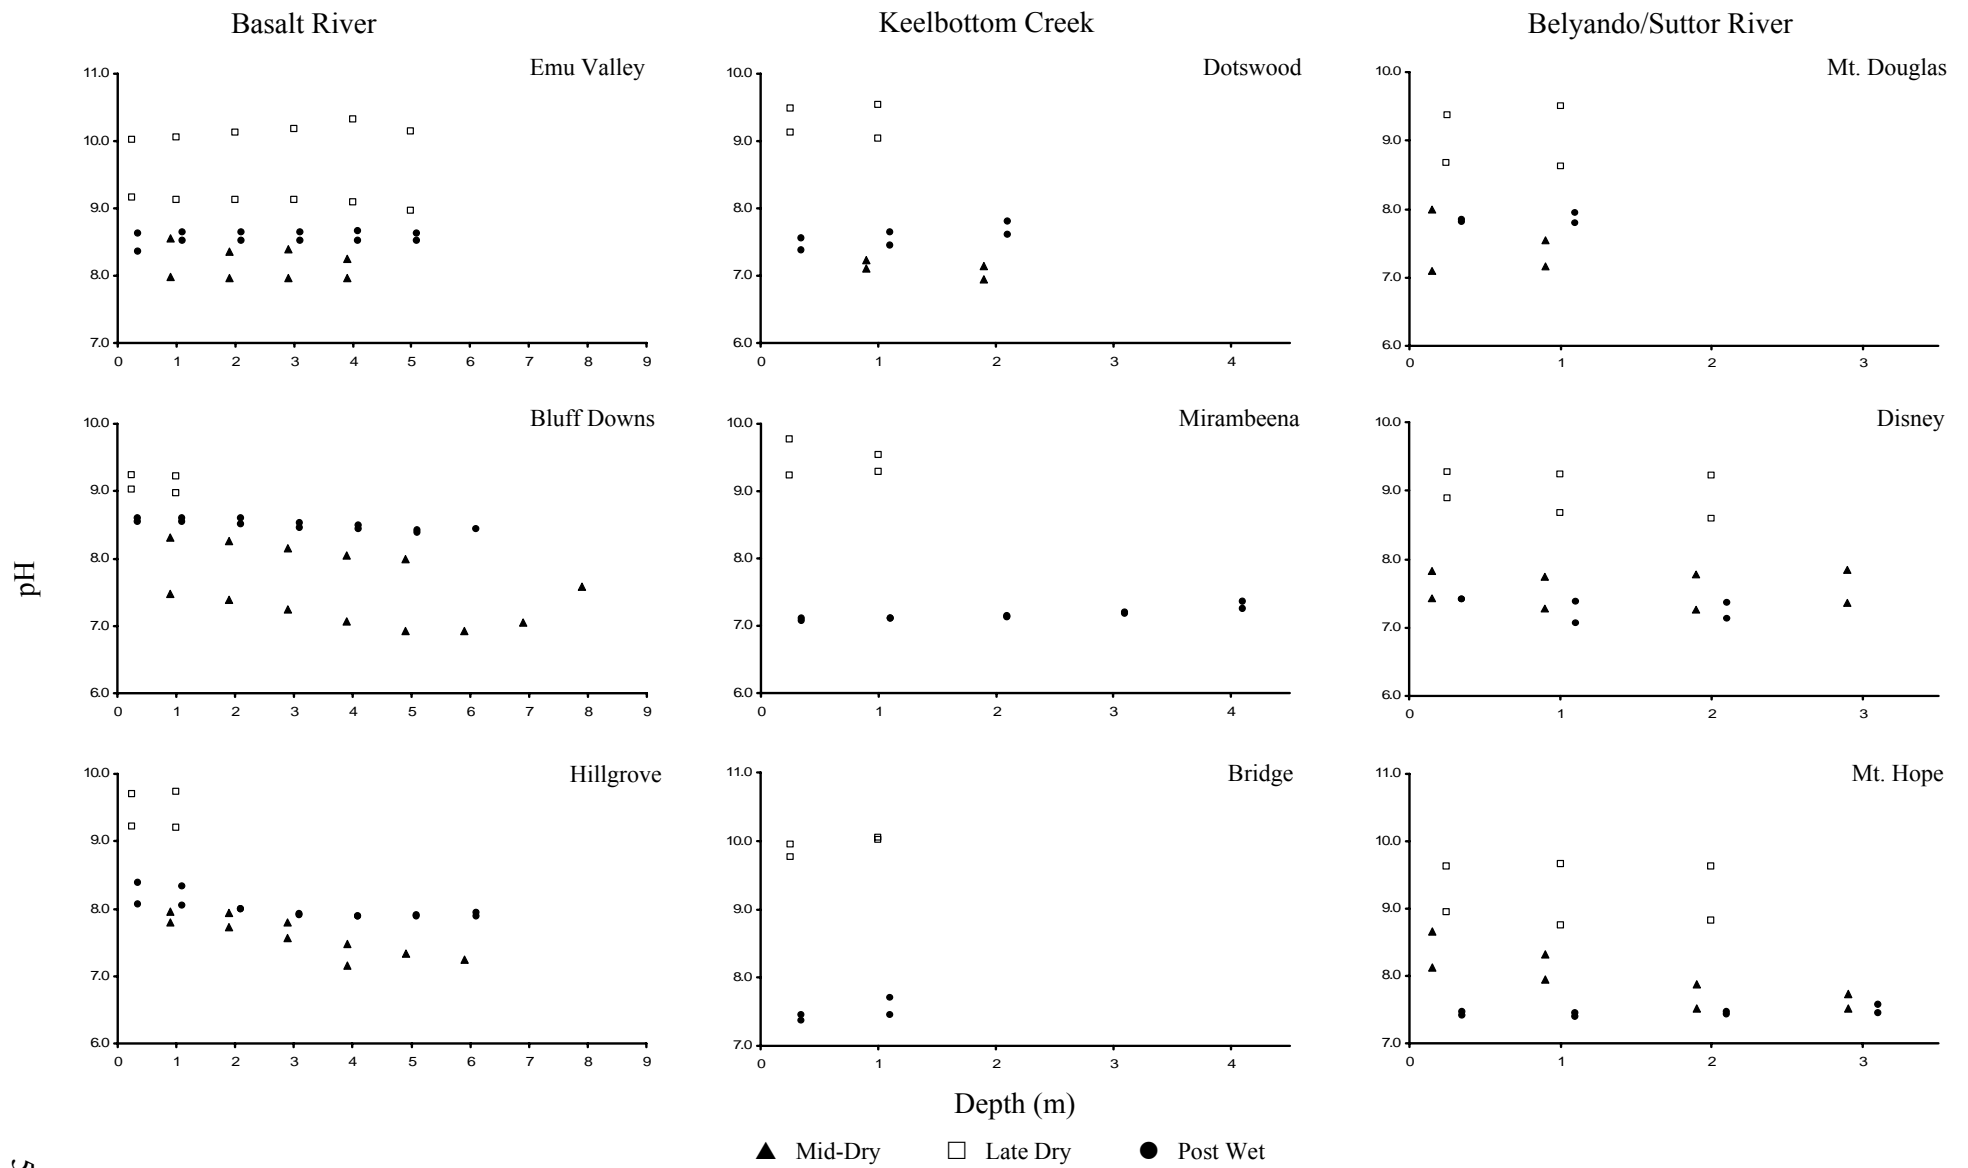 Basalt River
Keelbottom Creek
Belyando/Suttor River
Emu Valley
11.0
10.0
9.0
8.0
7.0
0 1 2 3 4 5 6 7 8 9
Dotswood
10.0
9.0
8.0
7.0
6.0
0 1 2 3 4
Mt. Douglas
10.0
9.0
8.0
7.0
6.0
0 1 2 3
Bluff Downs
10.0
9.0
8.0
7.0
6.0
0 1 2 3 4 5 6 7 8 9
Mirambeena
10.0
9.0
8.0
7.0
6.0
0 1 2 3 4
Disney
10.0
9.0
8.0
7.0
6.0
0 1 2 3
pH
Hillgrove
10.0
9.0
8.0
7.0
6.0
0 1 2 3 4 5 6 7 8 9
Bridge
11.0
10.0
9.0
8.0
7.0
0 1 2 3 4
Mt. Hope
11.0
10.0
9.0
8.0
7.0
0 1 2 3
Depth (m)
Mid-Dry Late Dry Post Wet